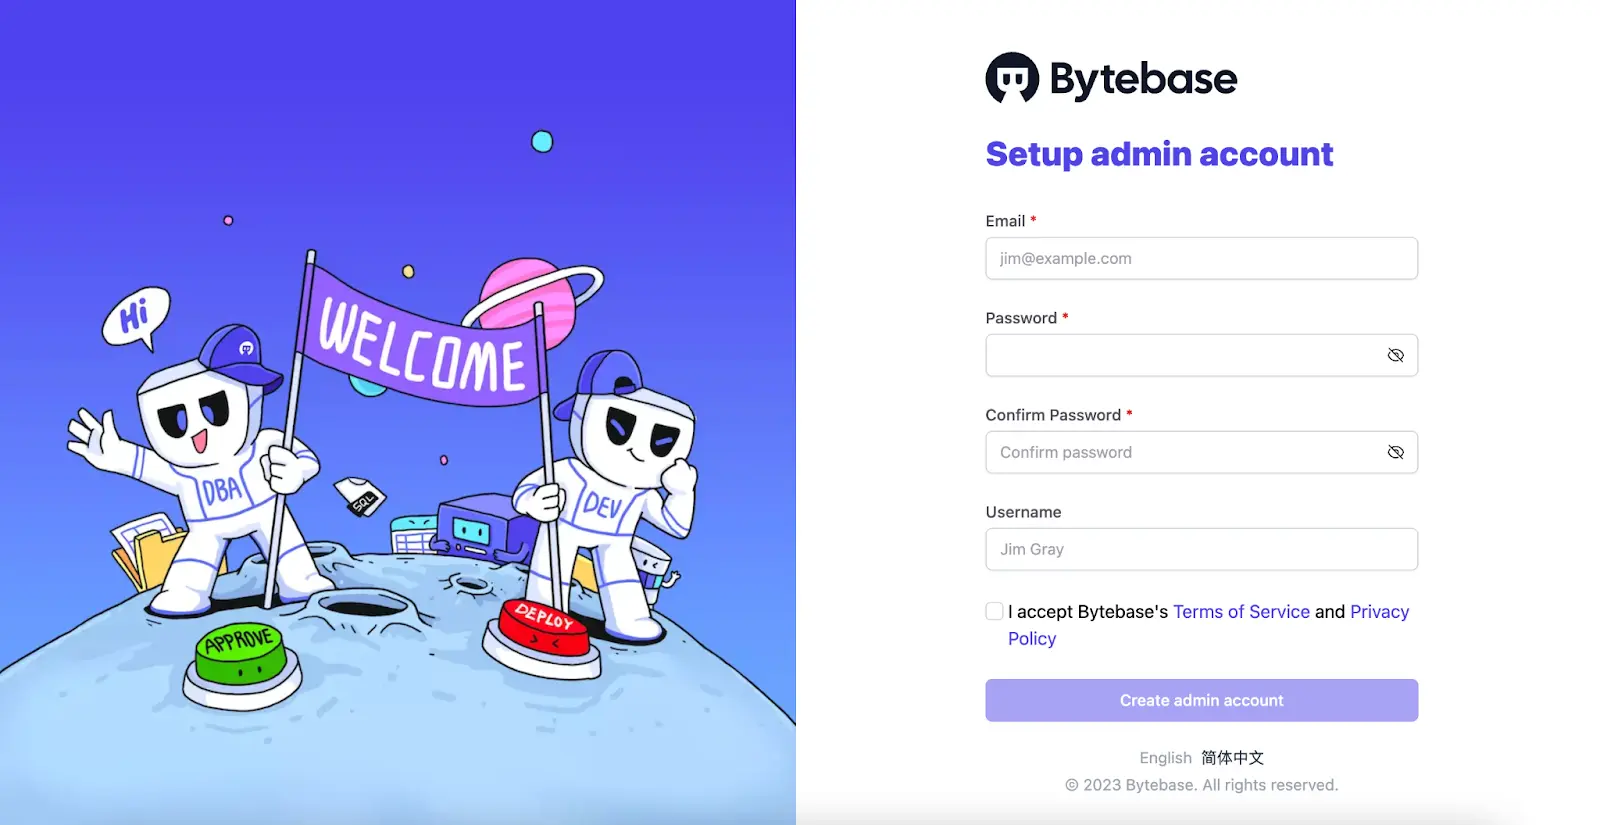 Hi
WELCOME
DBA
SQL
DEV
APPROVE
DEPLOY
Bytebase
Setup admin account
Email *
jim@example.com
Password *
Confirm Password *
Confirm password
Username
Jim Gray
I accept Bytebase's Terms of Service and Privacy
Policy
Create admin account
English 简体中文
© 2023 Bytebase. All rights reserved.